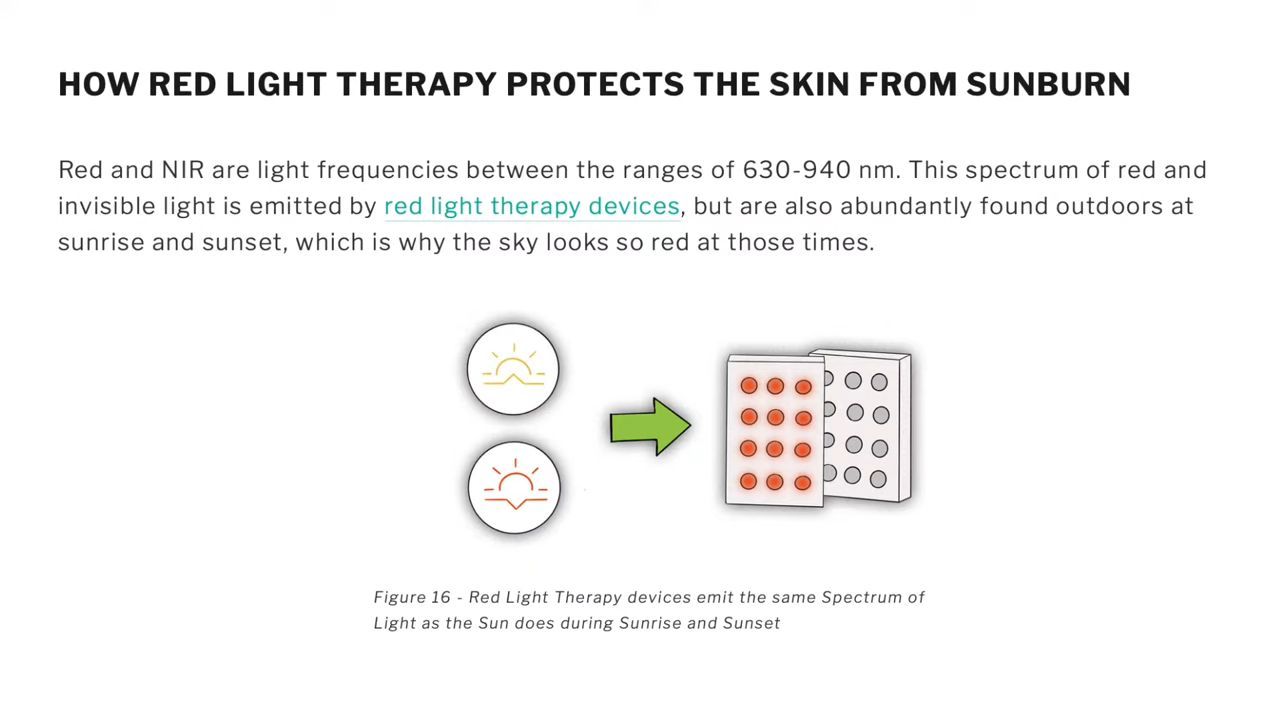 HOW RED LIGHT THERAPY PROTECTS THE SKIN FROM SUNBURN
Red and NIR are light frequencies between the ranges of 630-940 nm. This spectrum of red and
invisible light is emitted by red light therapy devices, but are also abundantly found outdoors at
sunrise and sunset, which is why the sky looks so red at those times.
Figure 16 - Red Light Therapy devices emit the same Spectrum of
Light as the Sun does during Sunrise and Sunset